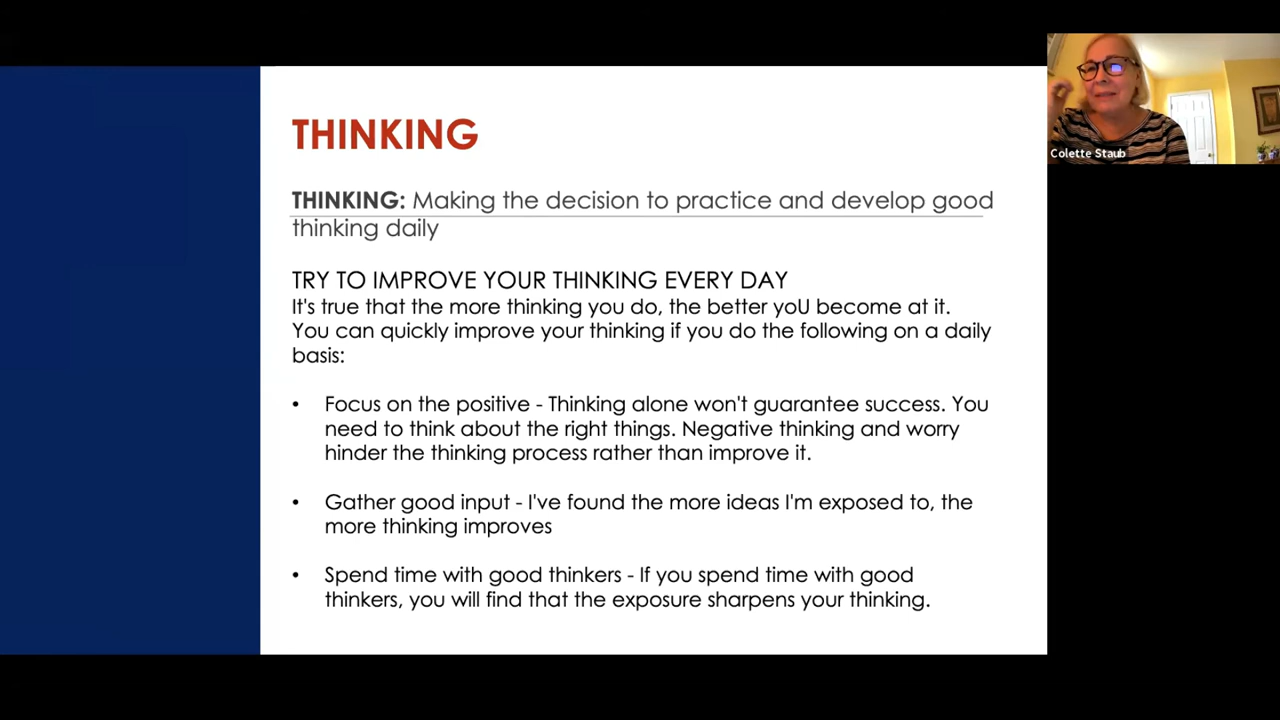 THINKING
THINKING: Making the decision to practice and develop good
thinking daily
TRY TO IMPROVE YOUR THINKING EVERY DAY
It's true that the more thinking you do, the better yoU become at it.
You can quickly improve your thinking if you do the following on a daily
basis:
• Focus on the positive - Thinking alone won't guarantee success. You
need to think about the right things. Negative thinking and worry
hinder the thinking process rather than improve it.
• Gather good input - I've found the more ideas I'm exposed to, the
more thinking improves
• Spend time with good thinkers - If you spend time with good
thinkers, you will find that the exposure sharpens your thinking.
Colette Staub